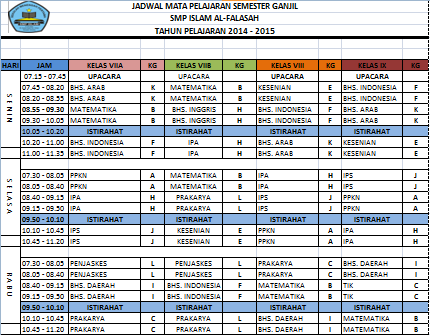 JADWAL MATA PELAJARAN SEMESTER GANJIL
SMP ISLAM AL-FALASAH
TAHUN PELAJARAN 2014 - 2015
HARI JAM KELAS VIIA KG KELAS VIIB KG KELAS VIII KG KELAS IX KG
SENIN
07.15 - 07.45 UPACARA UPACARA UPACARA UPACARA
07.45 - 08.20 BHS. ARAB K MATEMATIKA B KESENIAN E BHS. INDONESIA F
08.20 - 08.55 BHS. ARAB K MATEMATIKA B KESENIAN E BHS. INDONESIA F
08.55 - 09.30 MATEMATIKA B BHS. INGGRIS H BHS. INDONESIA F BHS. ARAB K
09.30 - 10.05 MATEMATIKA B BHS. INGGRIS H BHS. INDONESIA F BHS. ARAB K
10.05 - 10.20 ISTIRAHAT ISTIRAHAT ISTIRAHAT ISTIRAHAT
10.20 - 11.00 BHS. INDONESIA F IPA H BHS. ARAB K KESENIAN E
11.00 - 11.35 BHS. INDONESIA F IPA H BHS. ARAB K KESENIAN E
SELASA
07.30 - 08.05 PPKN A MATEMATIKA B IPA H IPS J
08.05 - 08.40 PPKN A MATEMATIKA B IPA H IPS J
08.40 - 09.15 IPA H PRAKARYA L IPS J PPKN A
09.15 - 09.50 IPA H PRAKARYA L IPS J PPKN A
09.50 - 10.10 ISTIRAHAT ISTIRAHAT ISTIRAHAT ISTIRAHAT
10.10 - 10.45 IPS J KESENIAN E PPKN A IPA H
10.45 - 11.20 IPS J KESENIAN E PPKN A IPA H
RABU
07.30 - 08.05 PENJASKES L PENJASKES L PRAKARYA C BHS. DAERAH I
08.05 - 08.40 PENJASKES L PENJASKES L PRAKARYA C BHS. DAERAH I
08.40 - 09.15 BHS. DAERAH I BHS. INDONESIA F MATEMATIKA B TIK C
09.15 - 09.50 BHS. DAERAH I BHS. INDONESIA F MATEMATIKA B TIK C
09.50 - 10.10 ISTIRAHAT ISTIRAHAT ISTIRAHAT ISTIRAHAT
10.10 - 10.45 PRAKARYA C PRAKARYA L BHS. DAERAH I MATEMATIKA B
10.45 - 11.20 PRAKARYA C PRAKARYA L BHS. DAERAH I MATEMATIKA B